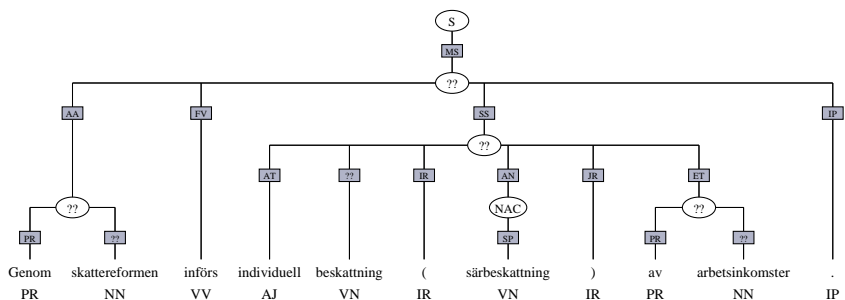 S
MS
??
AA FV SS IP
??
AT ?? IR AN JR ET
?? NAC ??
PR ?? SP PR ??
Genom skattereformen införs individuell beskattning ( särbeskattning ) av arbetsinkomster .
PR NN VV AJ VN IR VN IR PR NN IP